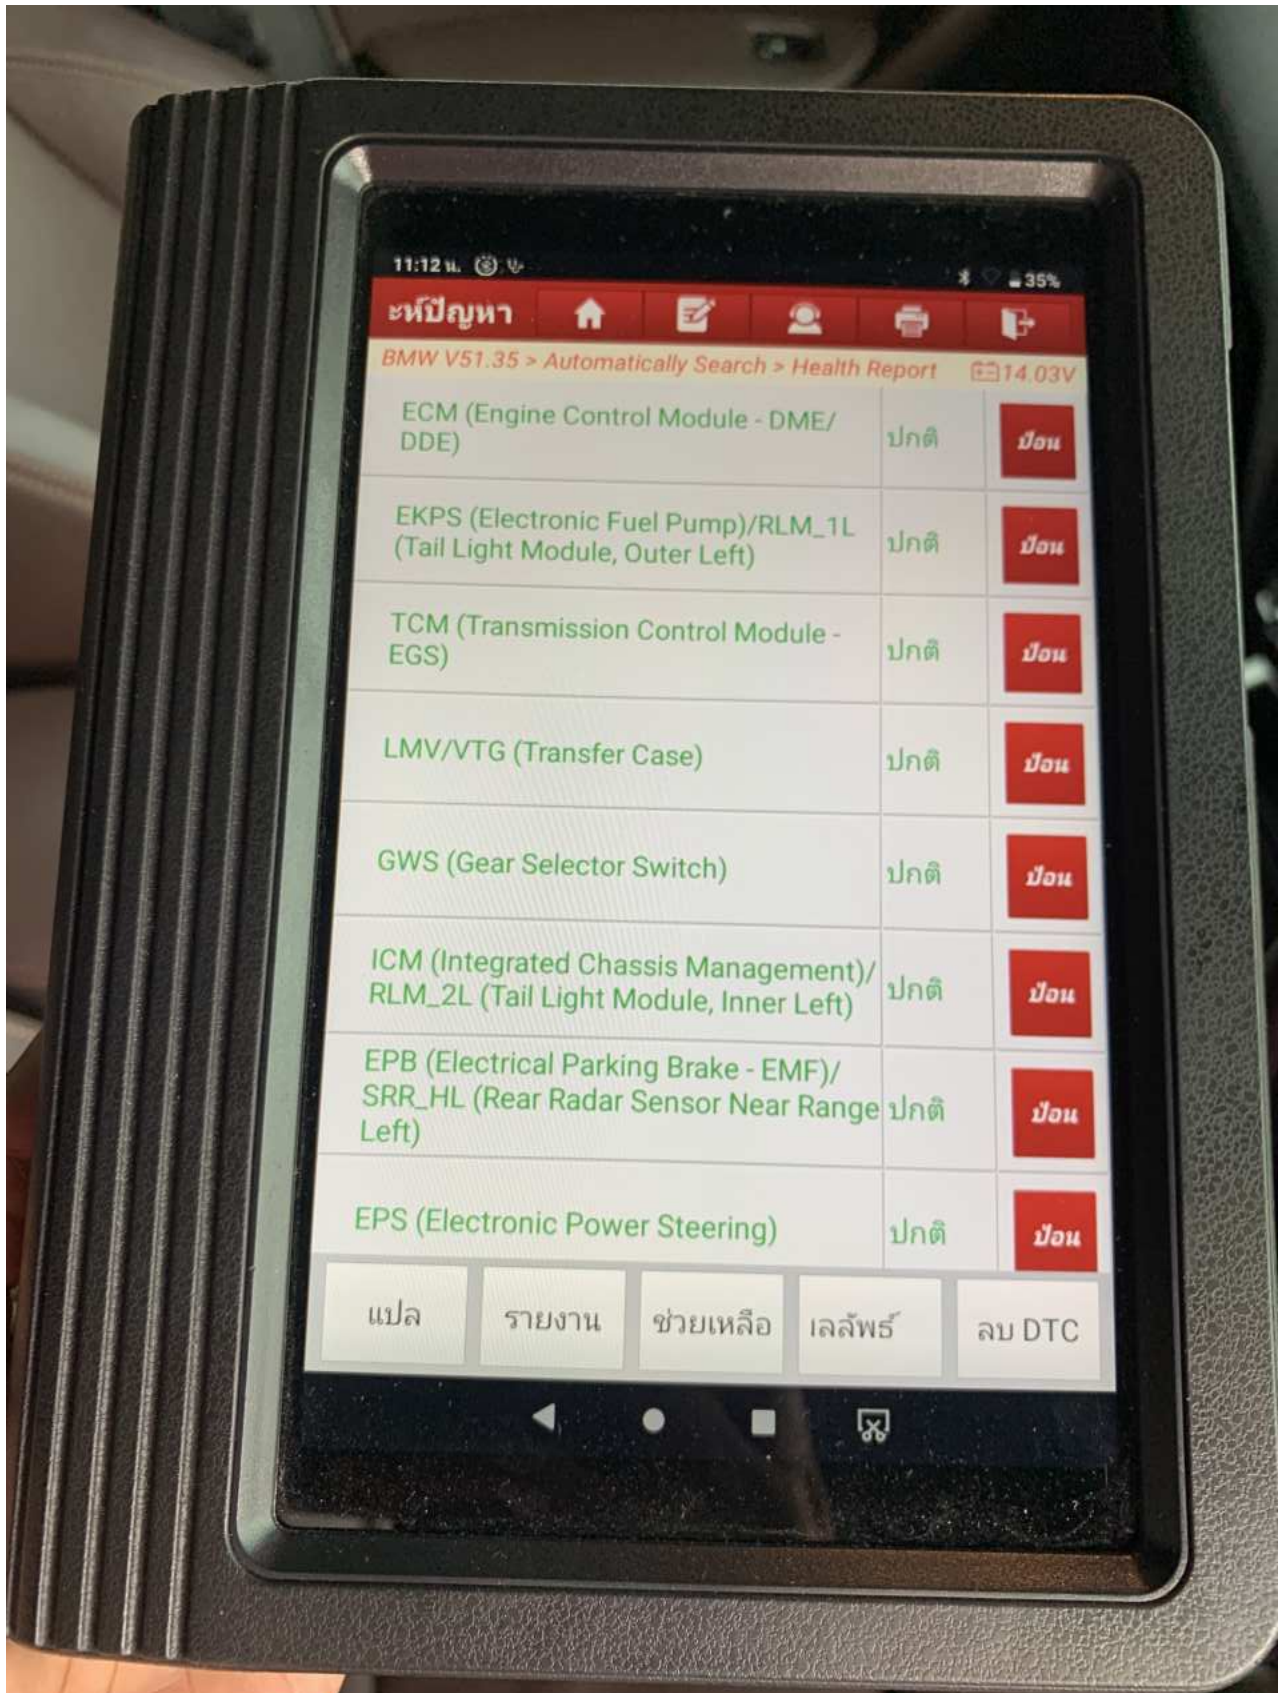 11:12 น.
35%
ะห์ปัญหา
BMW V51.35 > Automatically Search > Health Report
14.03V
ECM (Engine Control Module - DME/
DDE)
ปกติ
ป้อน
EKPS (Electronic Fuel Pump)/RLM_1L
(Tail Light Module, Outer Left)
ปกติ
ป้อน
TCM (Transmission Control Module -
EGS)
ปกติ
ป้อน
LMV/VTG (Transfer Case)
ปกติ
ป้อน
GWS (Gear Selector Switch)
ปกติ
ป้อน
ICM (Integrated Chassis Management)/
RLM_2L (Tail Light Module, Inner Left)
ปกติ
ป้อน
EPB (Electrical Parking Brake - EMF)/
SRR_HL (Rear Radar Sensor Near Range
Left)
ปกติ
ป้อน
EPS (Electronic Power Steering)
ปกติ
ป้อน
แปล
รายงาน
ช่วยเหลือ
เลลัพธ์
ลบ DTC